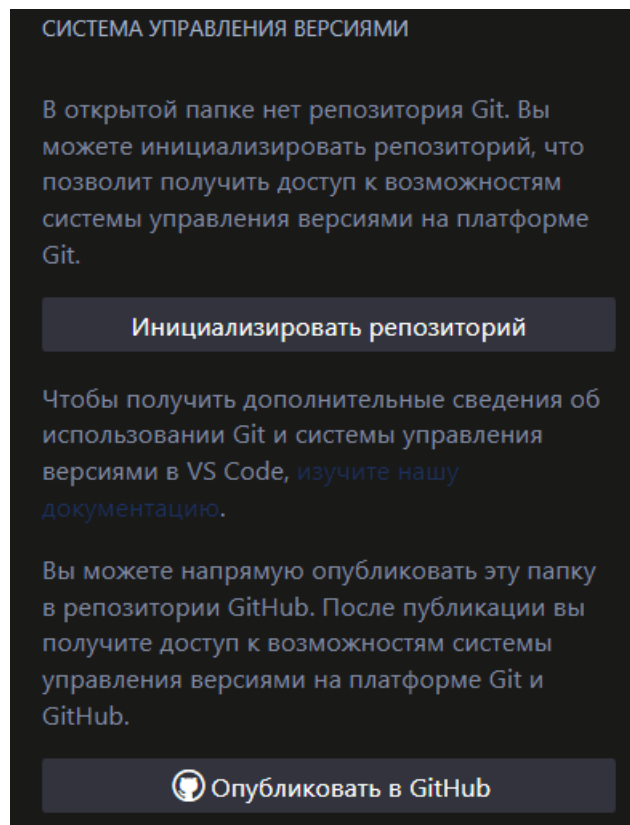 СИСТЕМА УПРАВЛЕНИЯ ВЕРСИЯМИ
В открытой папке нет репозитория Git. Вы
можете инициализировать репозиторий, что
позволит получить доступ к возможностям
системы управления версиями на платформе
Git.
Инициализировать репозиторий
Чтобы получить дополнительные сведения об
использовании Git и системы управления
версиями в VS Code, изучите нашу
документацию.
Вы можете напрямую опубликовать эту папку
в репозитории GitHub. После публикации вы
получите доступ к возможностям системы
управления версиями на платформе Git и
GitHub.
Опубликовать в GitHub